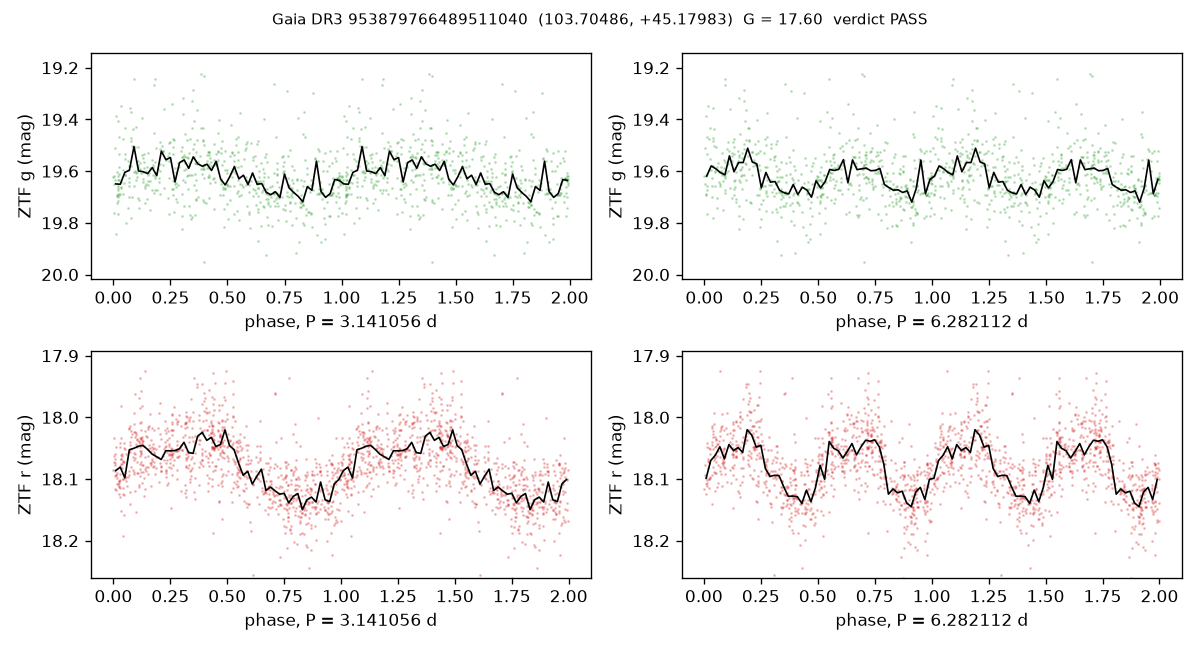 Gaia DR3 953879766489511040  (103.70486, +45.17983)  G = 17.60  verdict PASS
ZTF g (mag)
19.2
19.4
19.6
19.8
20.0
0.00 0.25 0.50 0.75 1.00 1.25 1.50 1.75 2.00
phase, P = 3.141056 d
ZTF g (mag)
19.2
19.4
19.6
19.8
20.0
0.00 0.25 0.50 0.75 1.00 1.25 1.50 1.75 2.00
phase, P = 6.282112 d
ZTF r (mag)
17.9
18.0
18.1
18.2
0.00 0.25 0.50 0.75 1.00 1.25 1.50 1.75 2.00
phase, P = 3.141056 d
ZTF r (mag)
17.9
18.0
18.1
18.2
0.00 0.25 0.50 0.75 1.00 1.25 1.50 1.75 2.00
phase, P = 6.282112 d